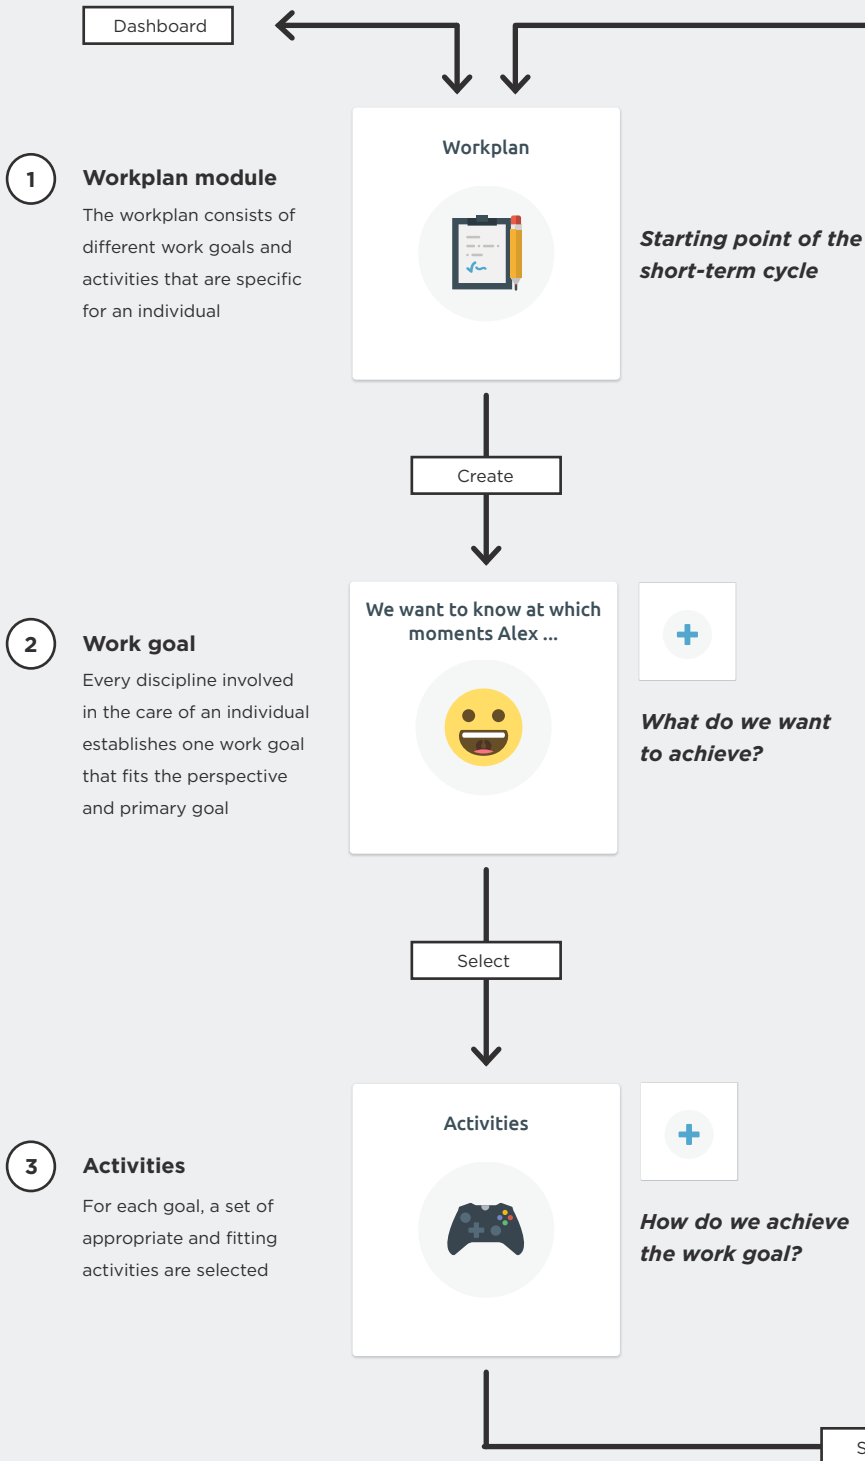 Dashboard
Workplan
1
Workplan module
The workplan consists of
different work goals and
activities that are specific
for an individual
Starting point of the
short-term cycle
Create
We want to know at which
moments Alex ...
2
Work goal
Every discipline involved
in the care of an individual
establishes one work goal
that fits the perspective
and primary goal
What do we want
to achieve?
Select
Activities
3
Activities
For each goal, a set of
appropriate and fitting
activities are selected
How do we achieve
the work goal?